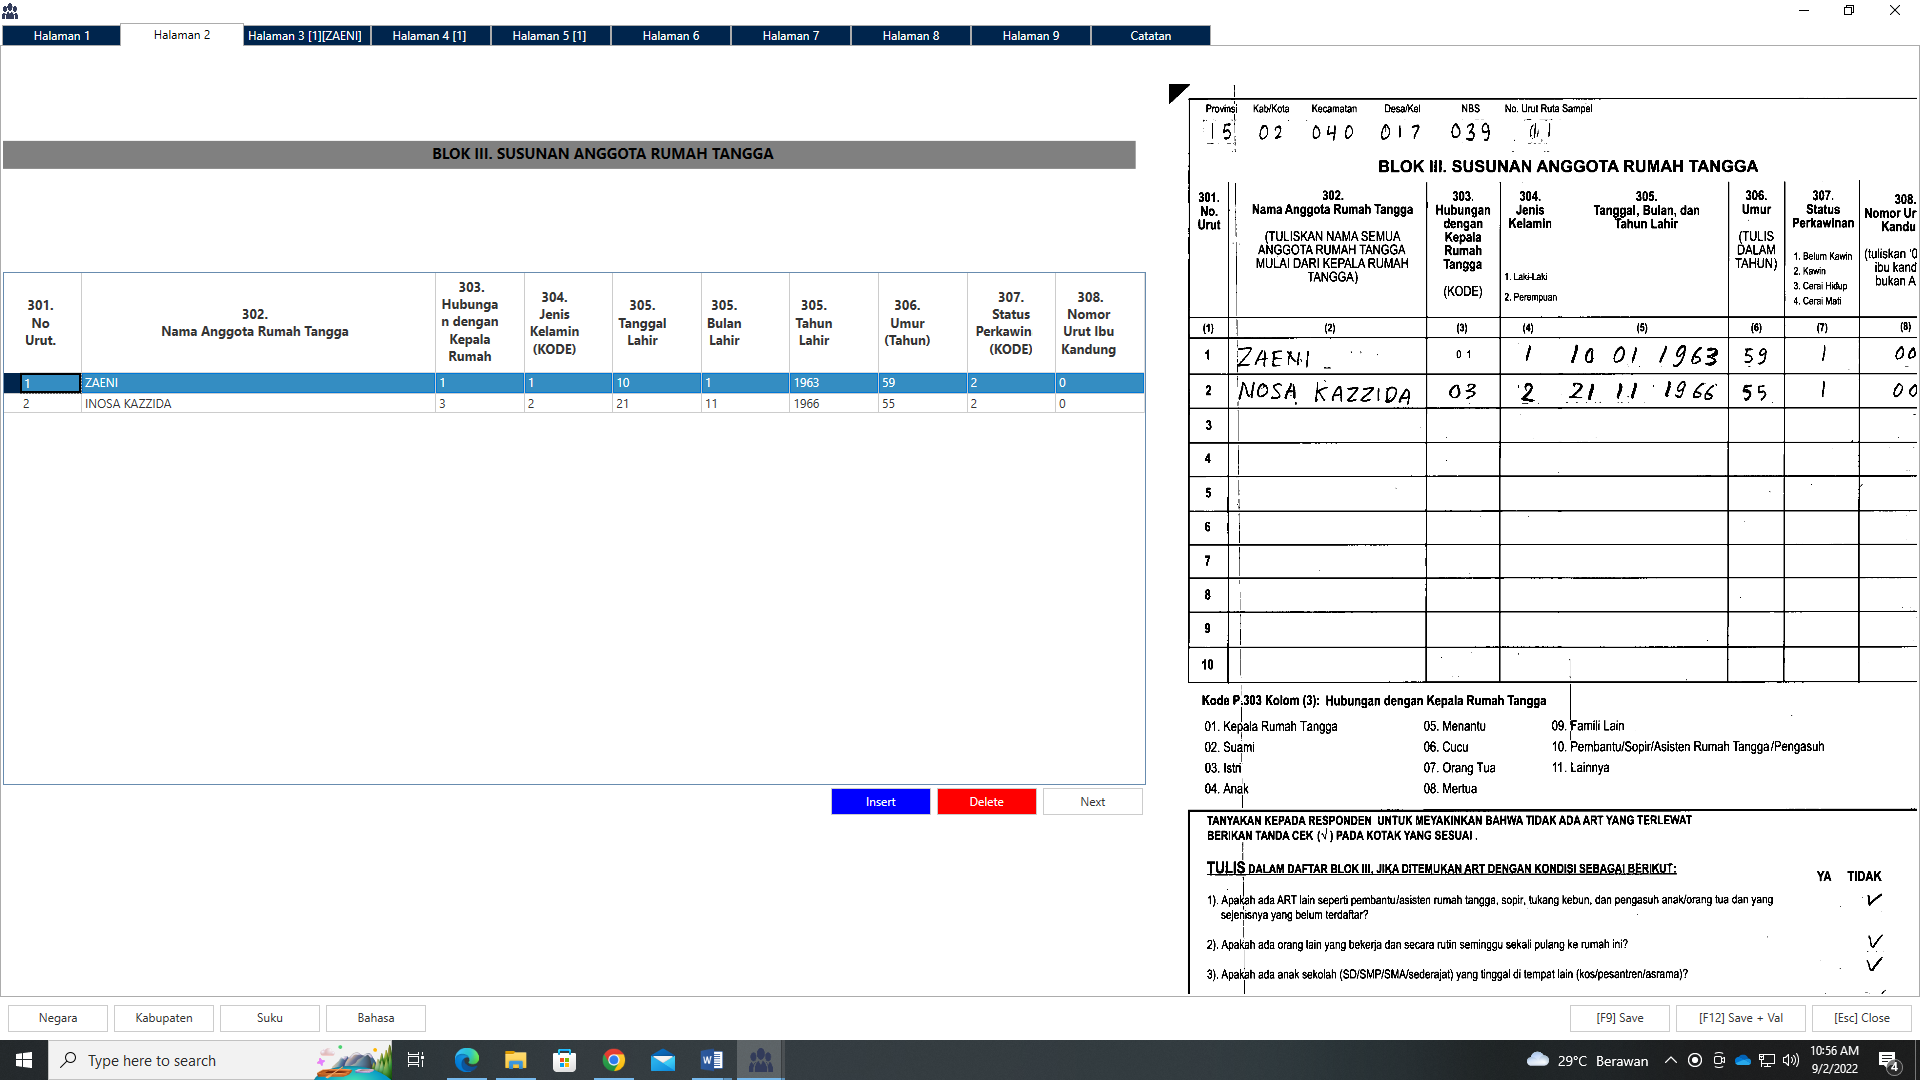 Halaman 1 Halaman 2 Halaman 3 [1][ZAENI] Halaman 4 [1] Halaman 5 [1] Halaman 6 Halaman 7 Halaman 8 Halaman 9 Catatan
BLOK III. SUSUNAN ANGGOTA RUMAH TANGGA
301. No Urut. 302. Nama Anggota Rumah Tangga 303. Hubunga n dengan Kepala Rumah 304. Jenis Kelamin (KODE) 305. Tanggal Lahir 305. Bulan Lahir 305. Tahun Lahir 306. Umur (Tahun) 307. Status Perkawin (KODE) 308. Nomor Urut Ibu Kandung
1 ZAENI 1 1 10 1 1963 59 2 0
2 INOSA KAZZIDA 3 2 21 11 1966 55 2 0
Insert Delete Next
Provinsi Kab/Kota Kecamatan Desa/Kel NBS No. Urut Ruta Sampel
15 02 040 017 039
BLOK III. SUSUNAN ANGGOTA RUMAH TANGGA
301. No. Urut
302. Nama Anggota Rumah Tangga
(TULISKAN NAMA SEMUA
ANGGOTA RUMAH TANGGA
MULAI DARI KEPALA RUMAH
TANGGA)
303. Hubungan dengan Kepala Rumah Tangga (KODE)
304. Jenis Kelamin
1. Laki-Laki
2. Perempuan
305. Tanggal, Bulan, dan Tahun Lahir
306. Umur (TULIS DALAM TAHUN)
307. Status Perkawinan
1. Belum Kawin
2. Kawin
3. Cerai Hidup
4. Cerai Mati
308.
Nomor Ur
Kandu
(tuliskan '0
ibu kand
bukan A
(1) (2) (3) (4) (5) (6) (7) (8)
1 ZAENI 01 1 10 01 1963 59 1 00
2 NOSA KAZZIDA 03 2 21 11 1966 55 1 00
3
4
5
6
7
8
9
10
Kode P.303 Kolom (3): Hubungan dengan Kepala Rumah Tangga
01. Kepala Rumah Tangga 05. Menantu 09. Famili Lain
02. Suami 06. Cucu 10. Pembantu/Sopir/Asisten Rumah Tangga/Pengasuh
03. Istri 07. Orang Tua 11. Lainnya
04. Anak 08. Mertua
TANYAKAN KEPADA RESPONDEN UNTUK MEYAKINKAN BAHWA TIDAK ADA ART YANG TERLEWAT
BERIKAN TANDA CEK (√) PADA KOTAK YANG SESUAI.
TULIS DALAM DAFTAR BLOK III, JIKA DITEMUKAN ART DENGAN KONDISI SEBAGAI BERIKUT:
YA TIDAK
1). Apakah ada ART lain seperti pembantu/asisten rumah tangga, sopir, tukang kebun, dan pengasuh anak/orang tua dan yang
sejenisnya yang belum terdaftar? ✓
2). Apakah ada orang lain yang bekerja dan secara rutin seminggu sekali pulang ke rumah ini? ✓
3). Apakah ada anak sekolah (SD/SMP/SMA/sederajat) yang tinggal di tempat lain (kos/pesantren/asrama)? ✓
Negara Kabupaten Suku Bahasa [F9] Save [F12] Save + Val [Esc] Close
Type here to search 29°C Berawan 10:56 AM
9/2/2022 4